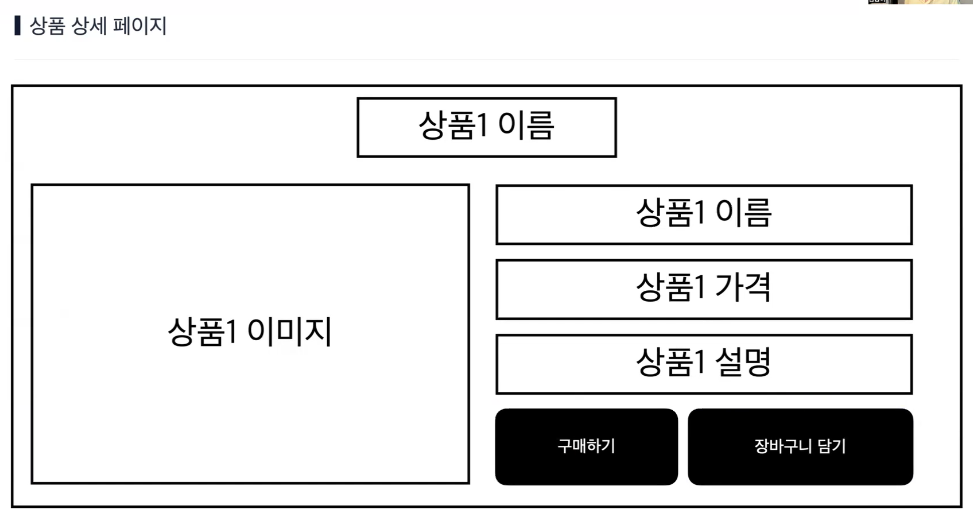 상품 상세 페이지
상품1 이름
상품1 이미지
상품1 이름
상품1 가격
상품1 설명
구매하기
장바구니 담기